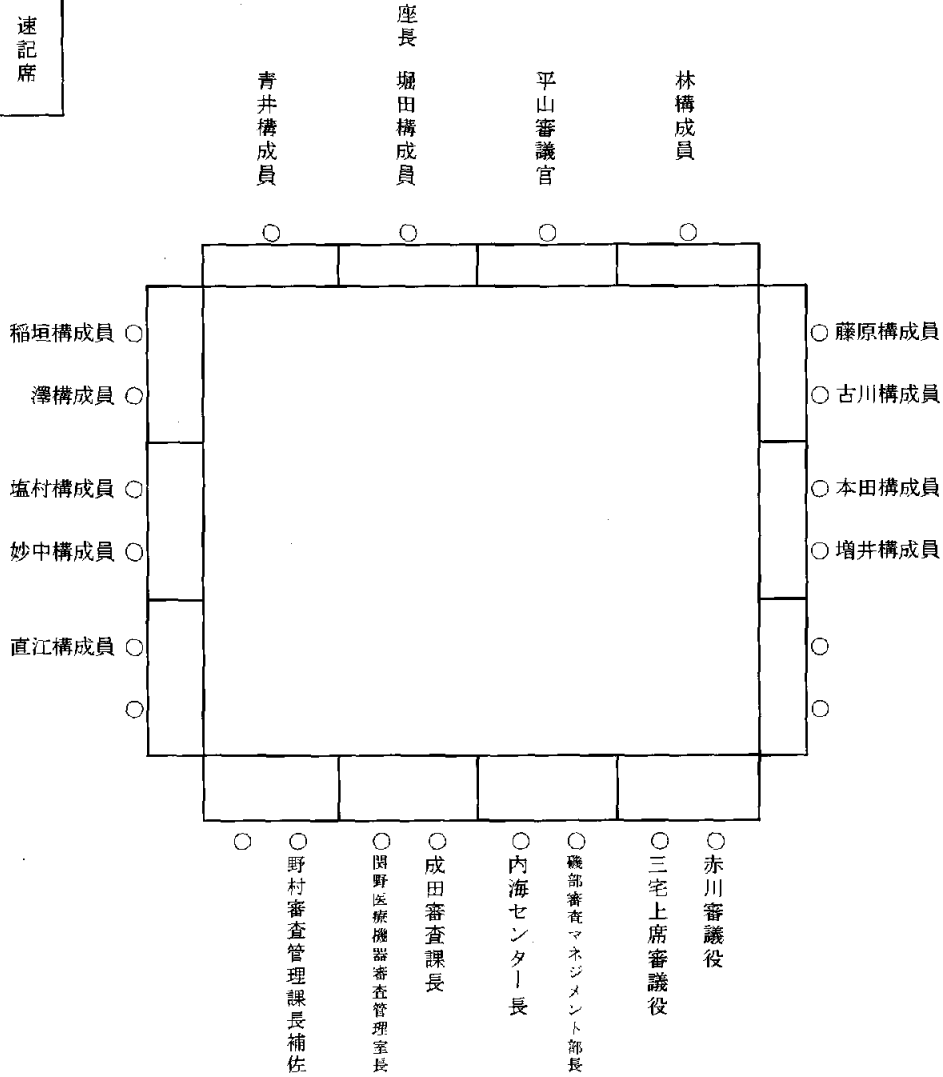 速記席
座長 堀田構成員
青井構成員
平山審議官
林構成員
稲垣構成員
澤構成員
塩村構成員
妙中構成員
直江構成員
藤原構成員
古川構成員
本田構成員
増井構成員
野村審査管理課長補佐
関野医療機器審査管理室長
成田審査課長
内海センター長
磯部審査マネジメント部長
三宅上席審議役
赤川審議役